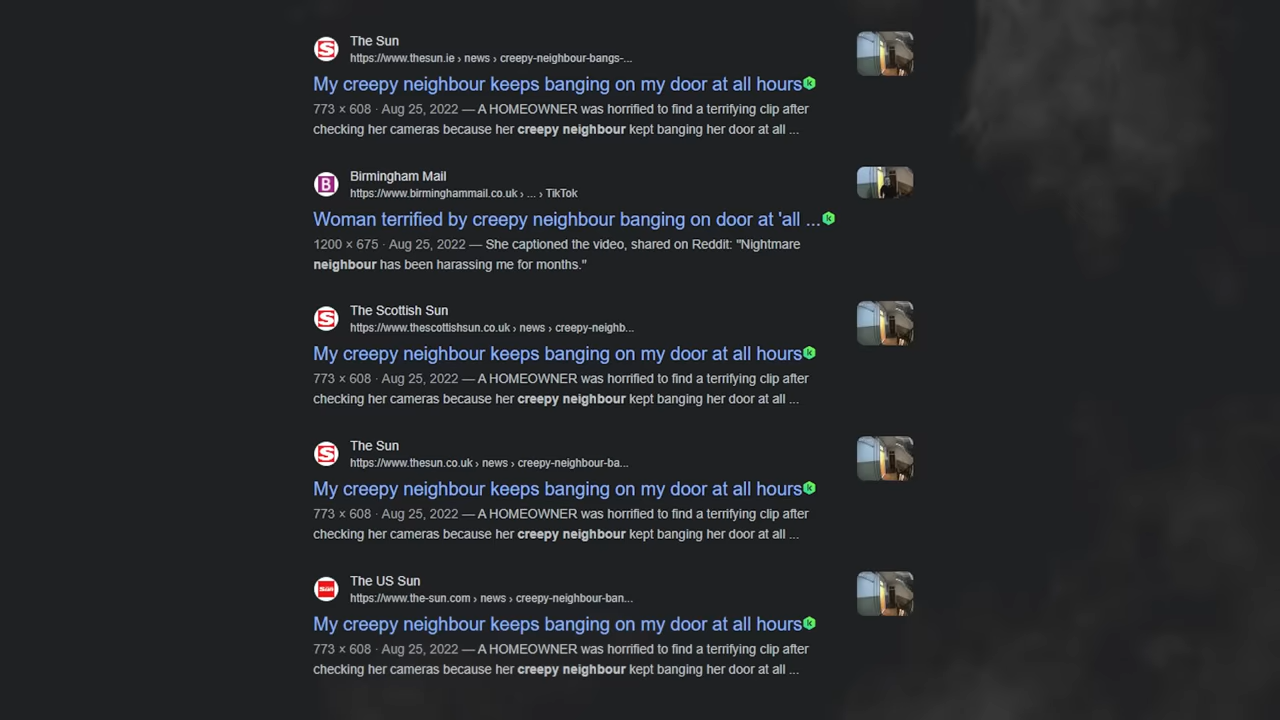 The Sun
https://www.thesun.ie › news › creepy-neighbour-bangs-...
My creepy neighbour keeps banging on my door at all hours
773 × 608 · Aug 25, 2022 — A HOMEOWNER was horrified to find a terrifying clip after
checking her cameras because her creepy neighbour kept banging her door at all ...
Birmingham Mail
https://www.birminghammail.co.uk › ... › TikTok
Woman terrified by creepy neighbour banging on door at 'all ...
1200 × 675 · Aug 25, 2022 — She captioned the video, shared on Reddit: "Nightmare
neighbour has been harassing me for months."
The Scottish Sun
https://www.thescottishsun.co.uk › news › creepy-neighb...
My creepy neighbour keeps banging on my door at all hours
773 × 608 · Aug 25, 2022 — A HOMEOWNER was horrified to find a terrifying clip after
checking her cameras because her creepy neighbour kept banging her door at all ...
The Sun
https://www.thesun.co.uk › news › creepy-neighbour-ba...
My creepy neighbour keeps banging on my door at all hours
773 × 608 · Aug 25, 2022 — A HOMEOWNER was horrified to find a terrifying clip after
checking her cameras because her creepy neighbour kept banging her door at all ...
The US Sun
https://www.the-sun.com › news › creepy-neighbour-ban...
My creepy neighbour keeps banging on my door at all hours
773 × 608 · Aug 25, 2022 — A HOMEOWNER was horrified to find a terrifying clip after
checking her cameras because her creepy neighbour kept banging her door at all ...